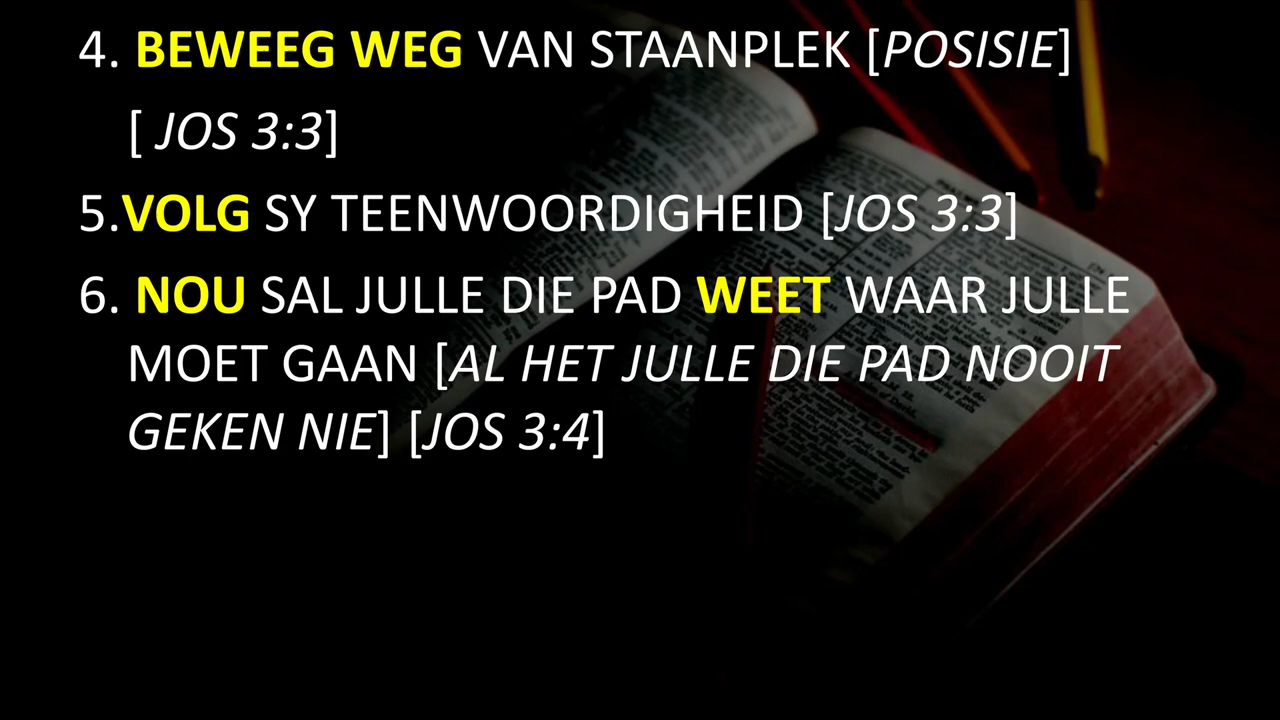 4. BEWEEG WEG VAN STAANPLEK [POSISIE]
[ JOS 3:3]
5.VOLG SY TEENWOORDIGHEID [JOS 3:3]
6. NOU SAL JULLE DIE PAD WEET WAAR JULLE
MOET GAAN [AL HET JULLE DIE PAD NOOIT
GEKEN NIE] [JOS 3:4]